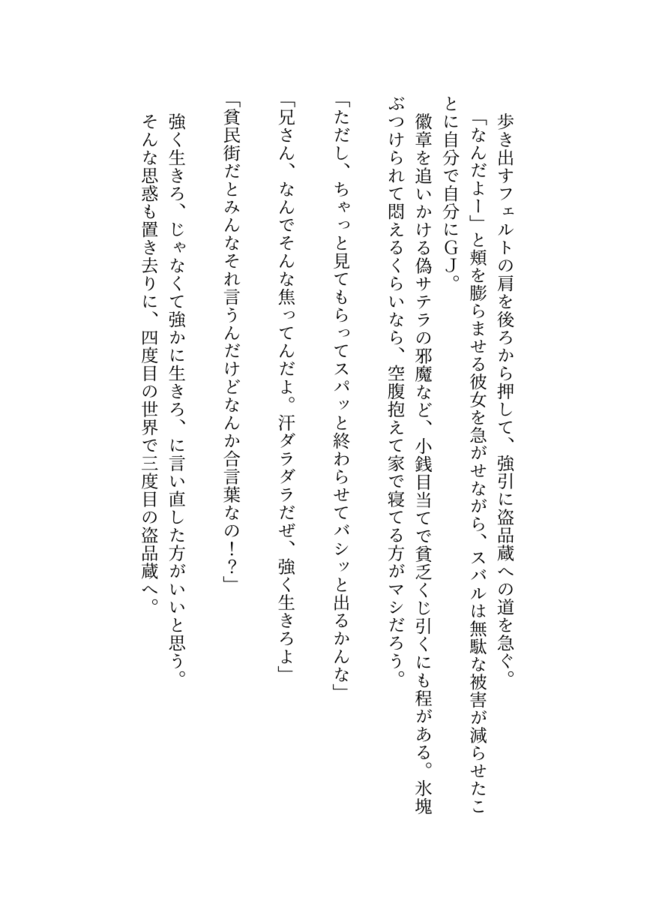 歩き出すフェルトの肩を後ろから押して、強引に盗品蔵への道を急ぐ。
「なんだよー」と頬を膨らませる彼女を急がせながら、スバルは無駄な被害が減らせたこ
とに自分で自分にＧＪ。
徽章を追いかける偽サテラの邪魔など、小銭目当てで貧乏くじ引くにも程がある。氷塊
ぶつけられて悶えるくらいなら、空腹抱えて家で寝てる方がマシだろう。
「ただし、ちゃっと見てもらってスパッと終わらせてバシッと出るかんな」
「兄さん、なんでそんな焦ってんだよ。汗ダラダラだぜ、強く生きろよ」
「貧民街だとみんなそれ言うんだけどなんか合言葉なの！？」
強く生きろ、じゃなくて強かに生きろ、に言い直した方がいいと思う。
そんな思惑も置き去りに、四度目の世界で三度目の盗品蔵へ。